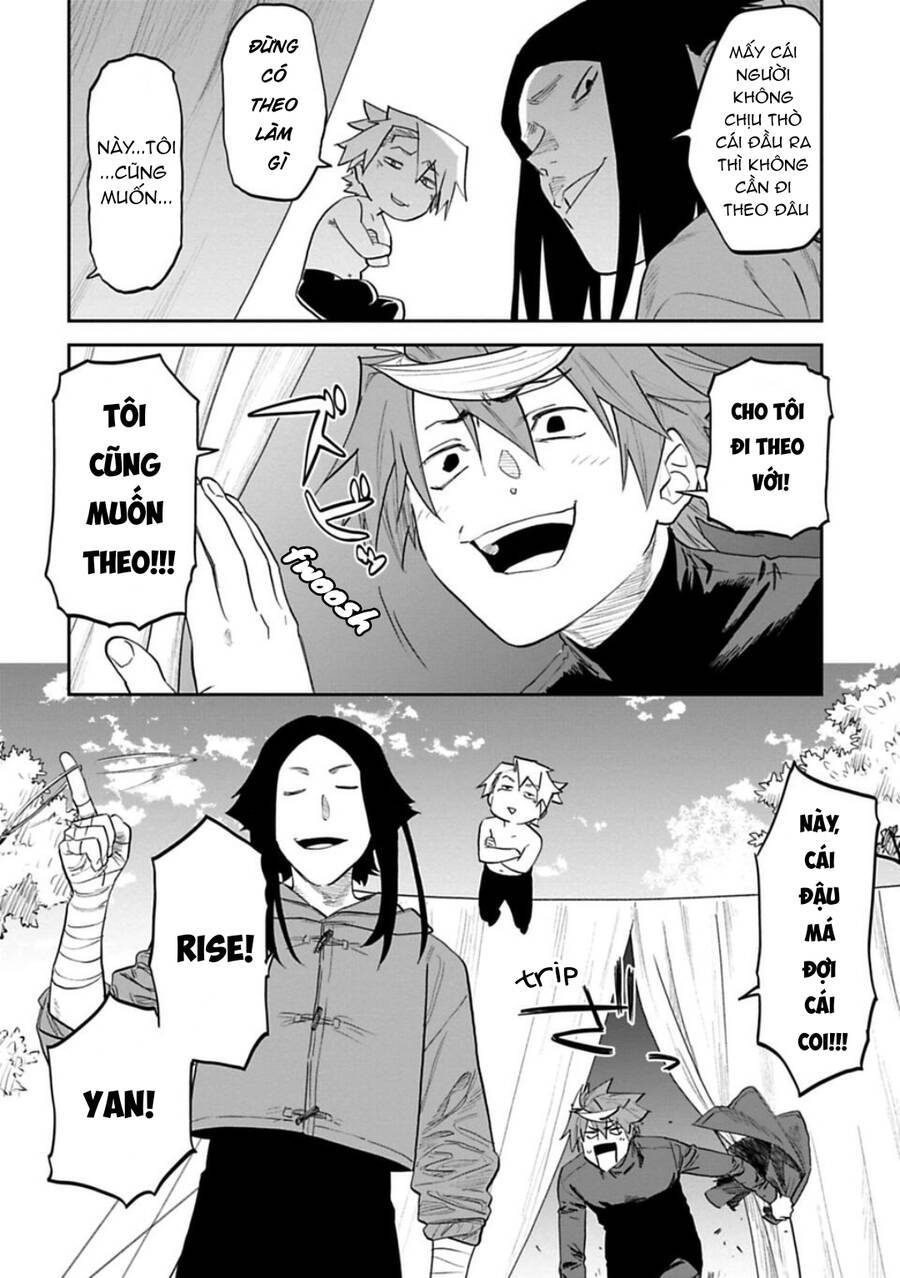 MẤY CÁI
NGƯỜI
KHÔNG
CHỊU THÒ
CÁI ĐẦU RA
THÌ KHÔNG
CẦN ĐI
THEO ĐÂU
ĐỪNG
CÓ
THEO
LÀM
GÌ
NÀY...TÔI
...CŨNG
MUỐN...
CHO TÔI
ĐI THEO
VỚI!
fwoosh
TÔI
CŨNG
MUỐN
THEO!!!
NÀY,
CÁI
ĐẬU
MÁ
ĐỢI
CÁI
COI!!!
trip
RISE!
YAN!